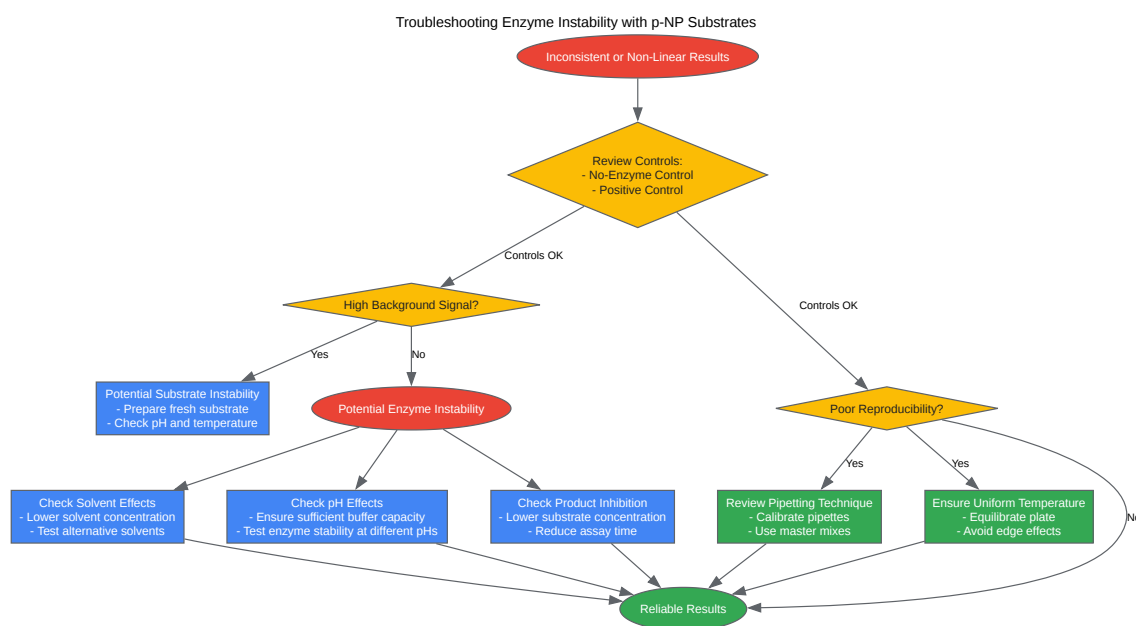 Troubleshooting Enzyme Instability with p-NP Substrates
Inconsistent or Non-Linear Results
Review Controls:
- No-Enzyme Control
- Positive Control
Controls OK
Controls OK
High Background Signal?
Yes
No
Potential Substrate Instability
- Prepare fresh substrate
- Check pH and temperature
Potential Enzyme Instability
Poor Reproducibility?
Yes
Yes
No
Check Solvent Effects
- Lower solvent concentration
- Test alternative solvents
Check pH Effects
- Ensure sufficient buffer capacity
- Test enzyme stability at different pHs
Check Product Inhibition
- Lower substrate concentration
- Reduce assay time
Review Pipetting Technique
- Calibrate pipettes
- Use master mixes
Ensure Uniform Temperature
- Equilibrate plate
- Avoid edge effects
Reliable Results